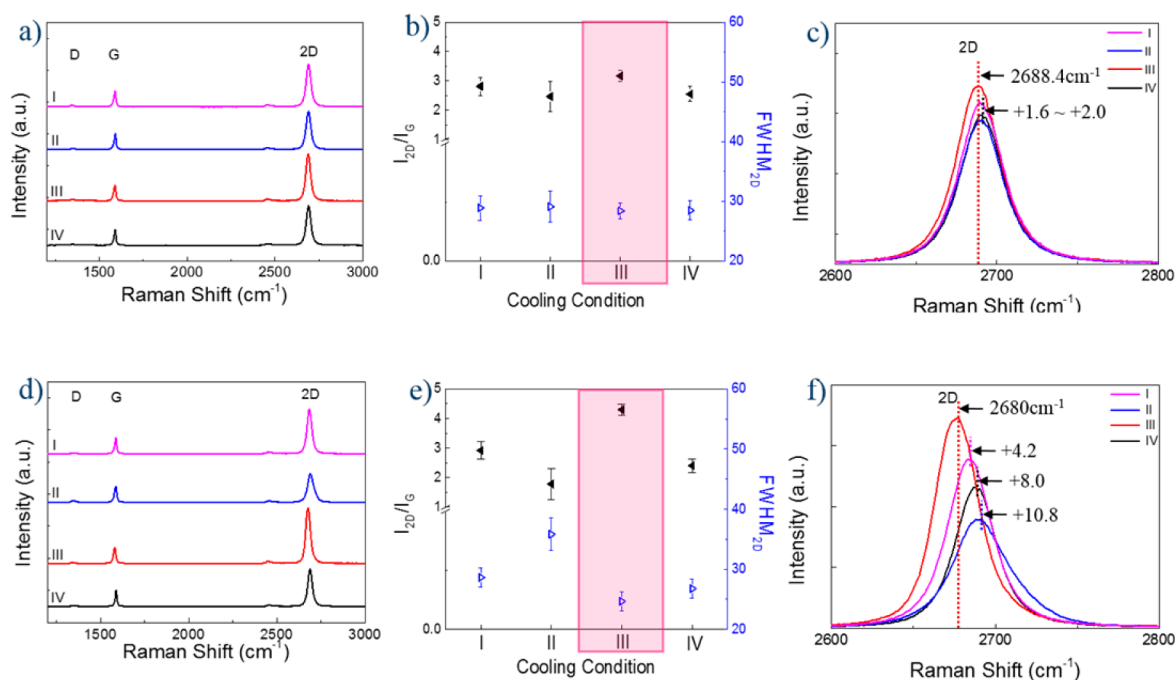 a)
D G 2D
I
II
III
IV
Intensity (a.u.)
1500 2000 2500 3000
Raman Shift (cm-1)
b)
5
4
3
2
1
0.0
I2D/IG
60
50
40
30
20
FWHM2D
I II III IV
Cooling Condition
c)
2D
I
II
III
IV
2688.4cm-1
+1.6 ~ +2.0
Intensity (a.u.)
2600 2700 2800
Raman Shift (cm-1)
d)
D G 2D
I
II
III
IV
Intensity (a.u.)
1500 2000 2500 3000
Raman Shift (cm-1)
e)
5
4
3
2
1
0.0
I2D/IG
60
50
40
30
20
FWHM2D
I II III IV
Cooling Condition
f)
2D
I
II
III
IV
2680cm-1
+4.2
+8.0
+10.8
Intensity (a.u.)
2600 2700 2800
Raman Shift (cm-1)